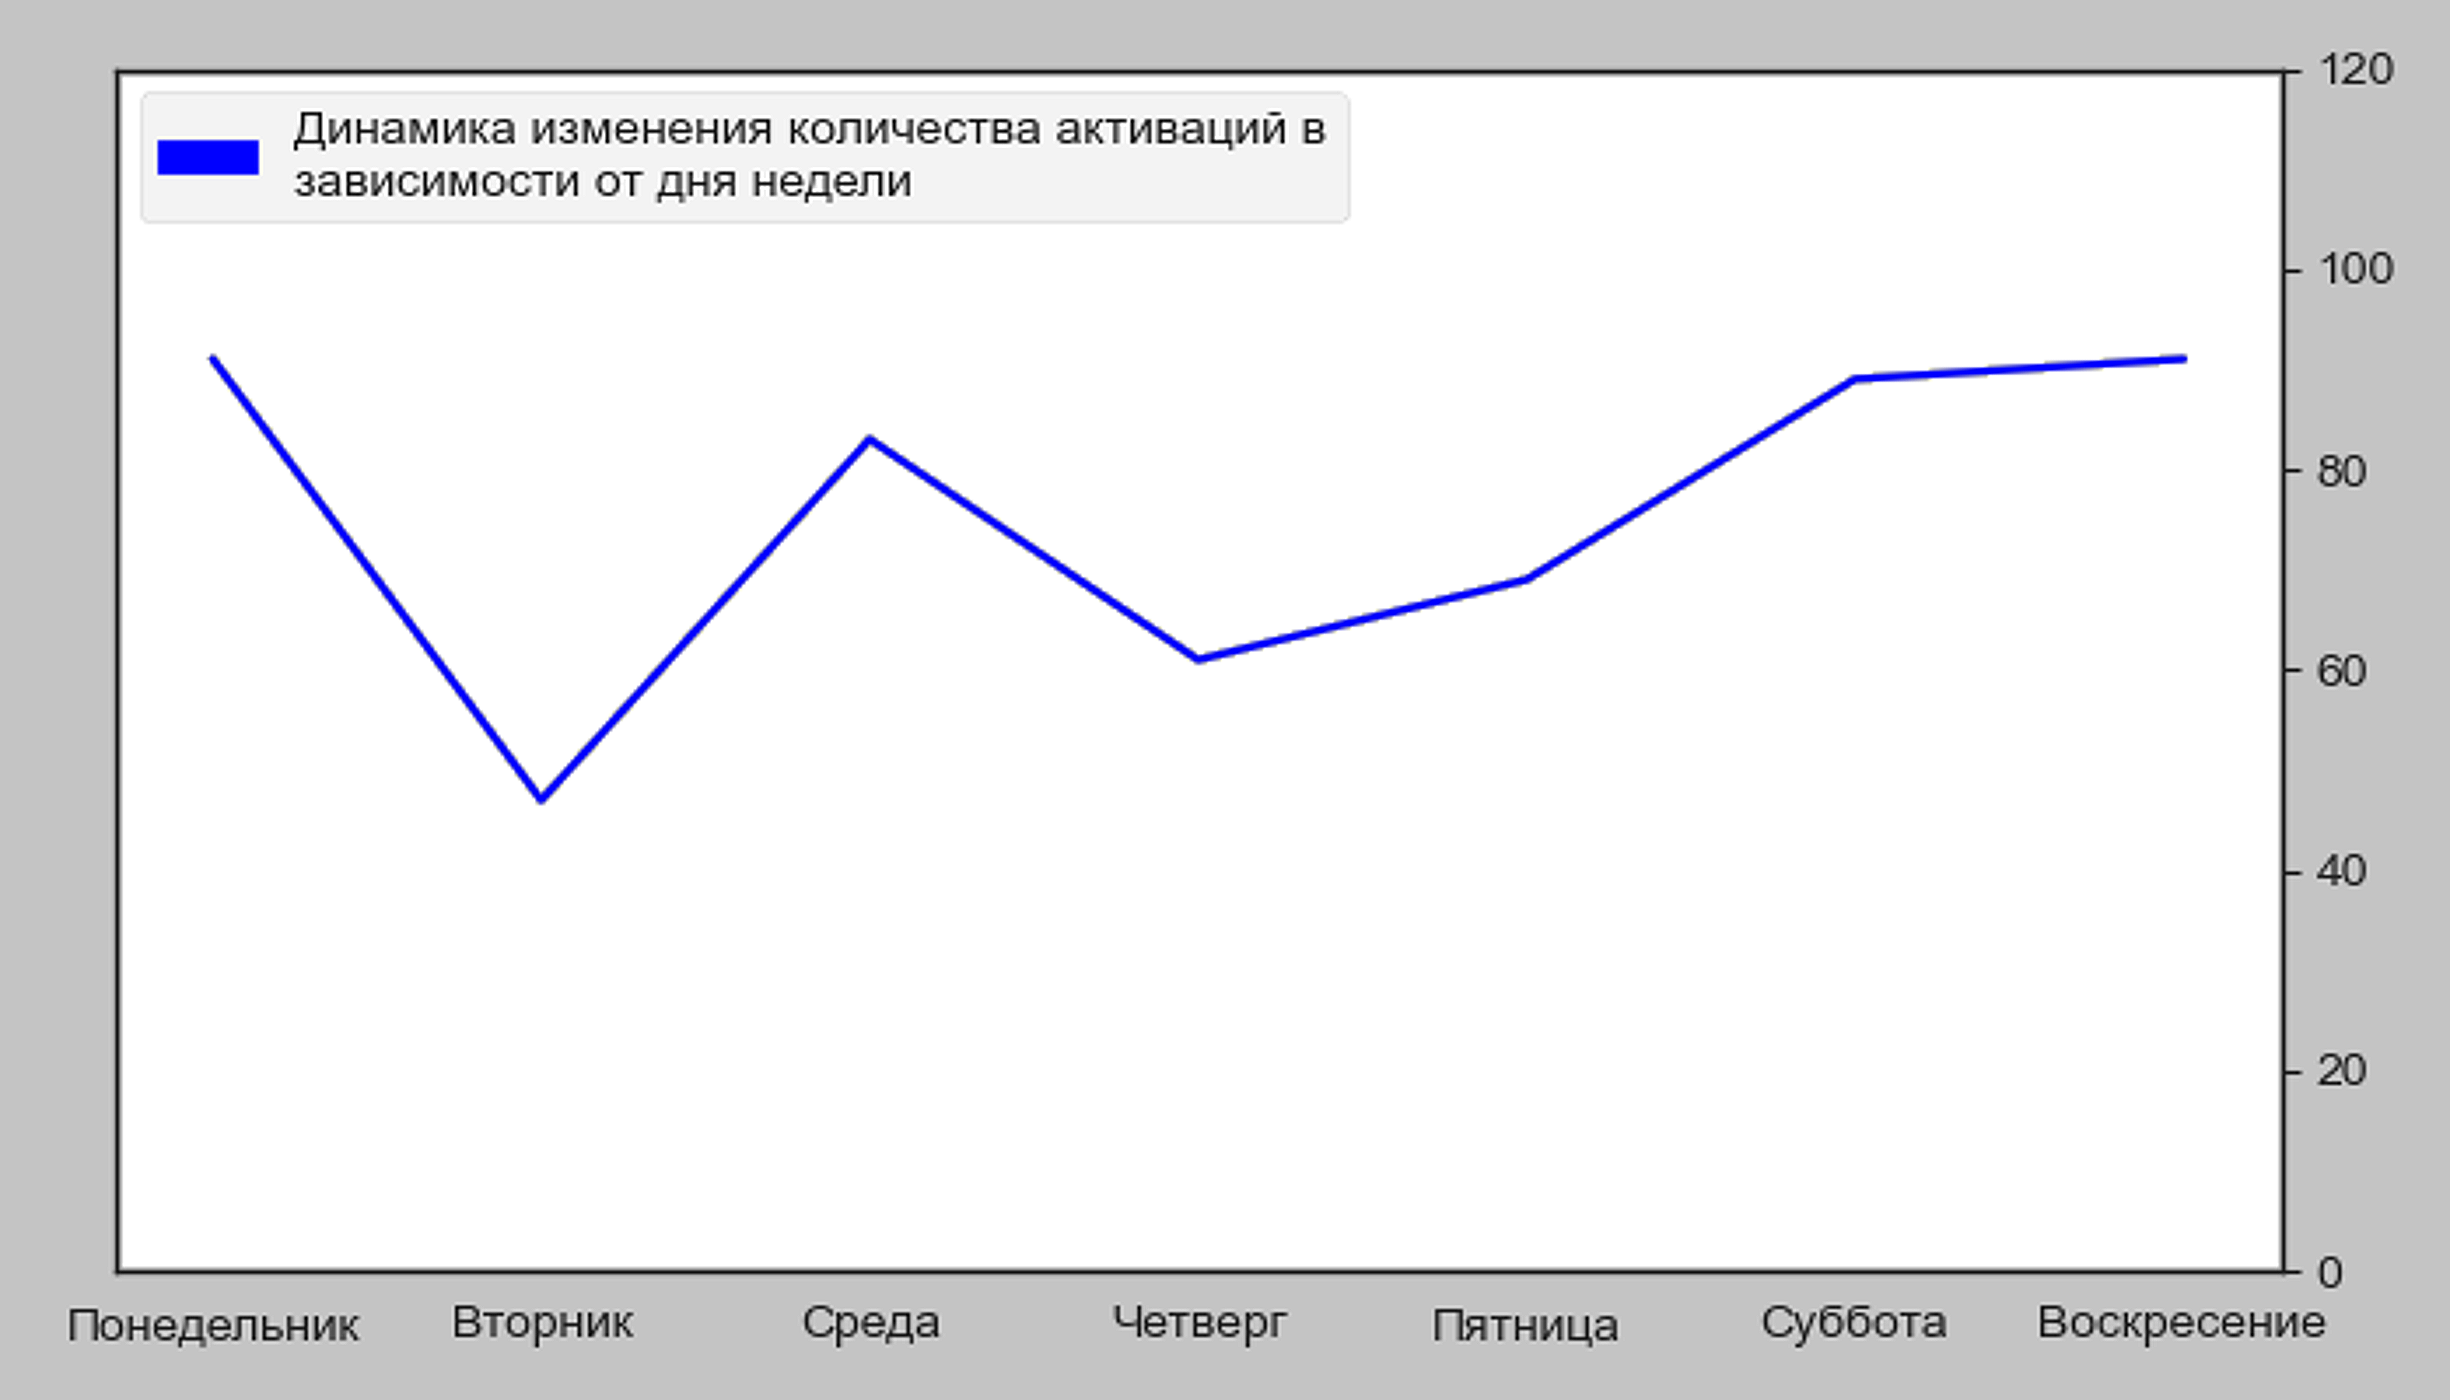 Динамика изменения количества активаций в
зависимости от дня недели
120
100
80
60
40
20
0
Понедельник Вторник Среда Четверг Пятница Суббота Воскресение